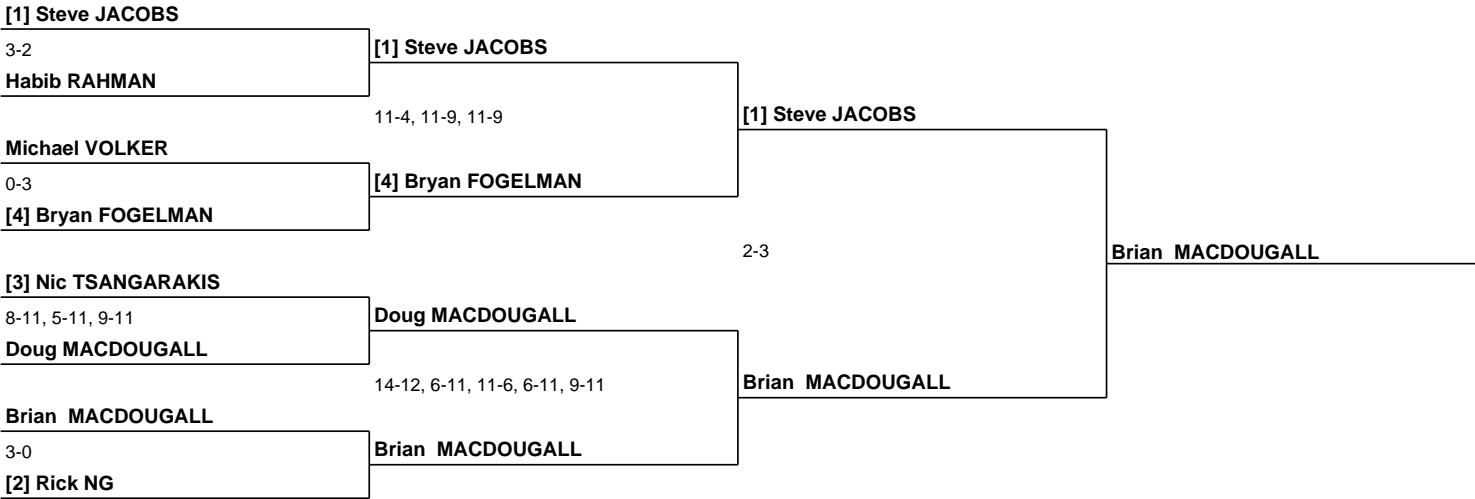 [1] Steve JACOBS
3-2
Habib RAHMAN
Michael VOLKER
0-3
[4] Bryan FOGELMAN
[3] Nic TSANGARAKIS
8-11, 5-11, 9-11
Doug MACDOUGALL
Brian  MACDOUGALL
3-0
[2] Rick NG
[1] Steve JACOBS
11-4, 11-9, 11-9
[4] Bryan FOGELMAN
Doug MACDOUGALL
14-12, 6-11, 11-6, 6-11, 9-11
Brian  MACDOUGALL
[1] Steve JACOBS
2-3
Brian  MACDOUGALL
Brian  MACDOUGALL